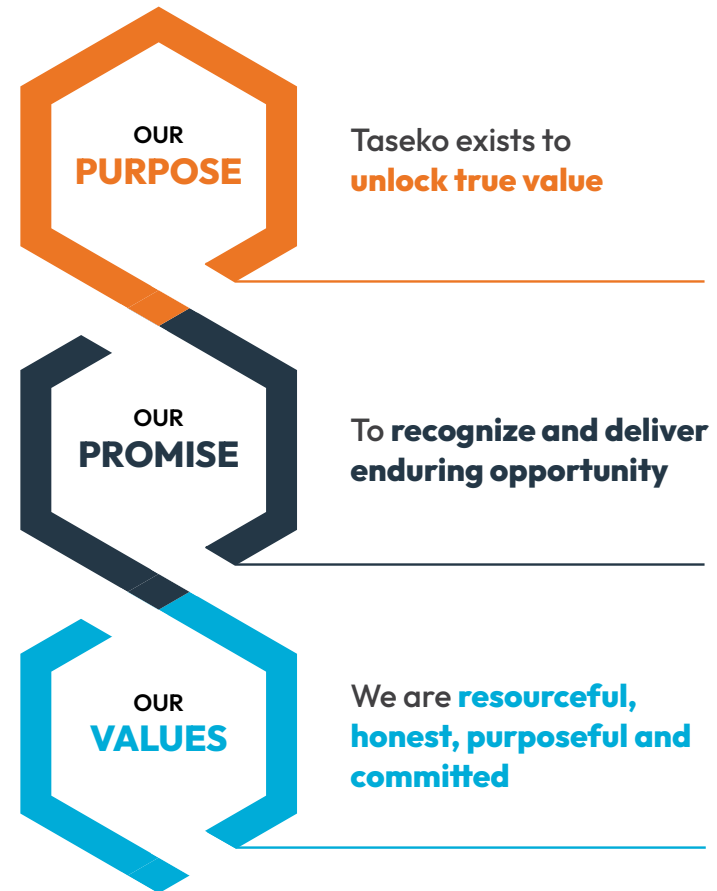 OUR
PURPOSE
Taseko exists to
unlock true value
OUR
PROMISE
To recognize and deliver
enduring opportunity
OUR
VALUES
We are resourceful,
honest, purposeful and
committed